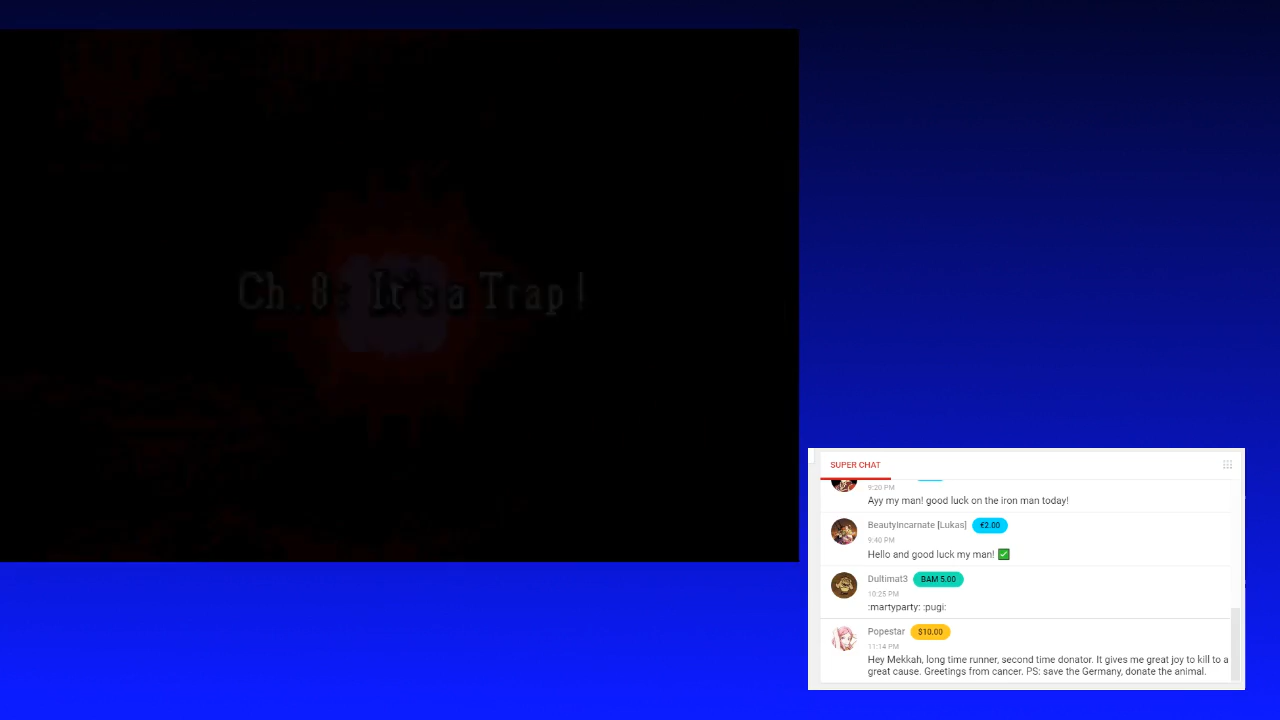 Ch.8: It's a Trap!
SUPER CHAT
9:20 PM
Ayy my man! good luck on the iron man today!
BeautyIncarnate [Lukas] €2.00
9:40 PM
Hello and good luck my man! ✅
Dultimat3 BAM 5.00
10:25 PM
:martyparty: :pugi:
Popestar $10.00
11:14 PM
Hey Mekkah, long time runner, second time donator. It gives me great joy to kill to a
great cause. Greetings from cancer. PS: save the Germany, donate the animal.